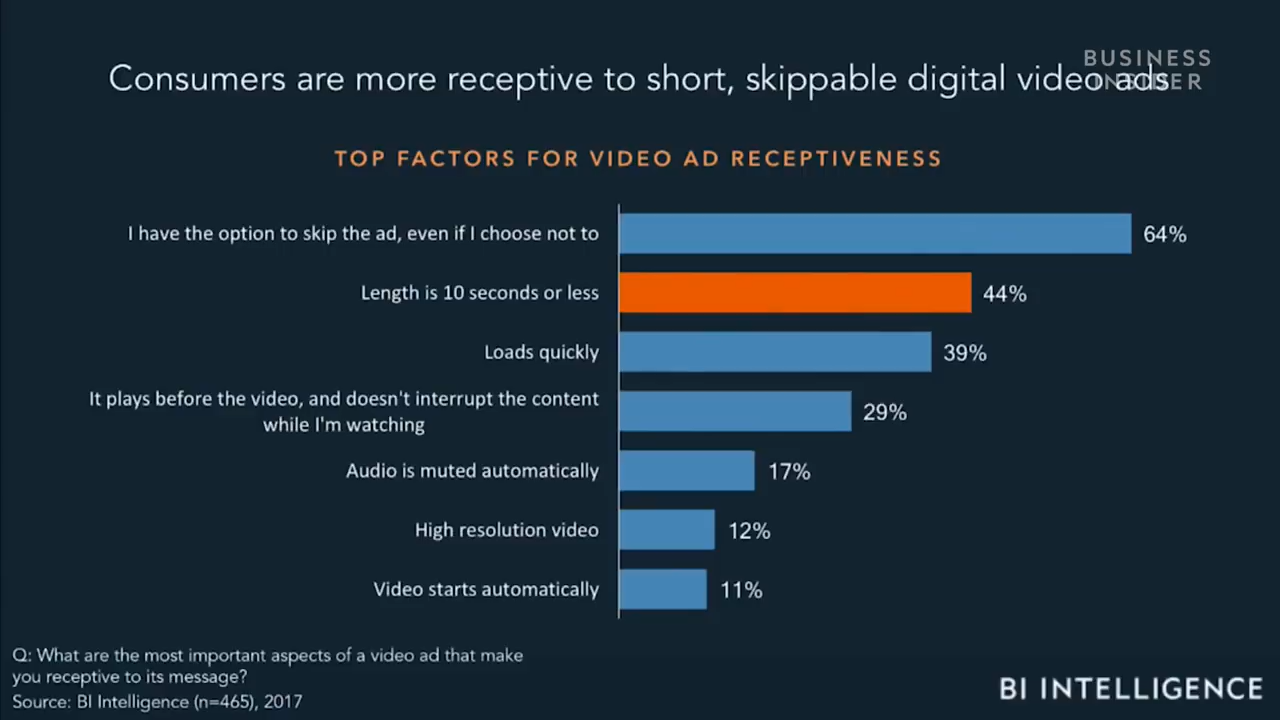 BUSINESS
INSIDER
Consumers are more receptive to short, skippable digital video ads
TOP FACTORS FOR VIDEO AD RECEPTIVENESS
I have the option to skip the ad, even if I choose not to 64%
Length is 10 seconds or less 44%
Loads quickly 39%
It plays before the video, and doesn't interrupt the content
while I'm watching 29%
Audio is muted automatically 17%
High resolution video 12%
Video starts automatically 11%
Q: What are the most important aspects of a video ad that make
you receptive to its message?
Source: BI Intelligence (n=465), 2017
BI INTELLIGENCE